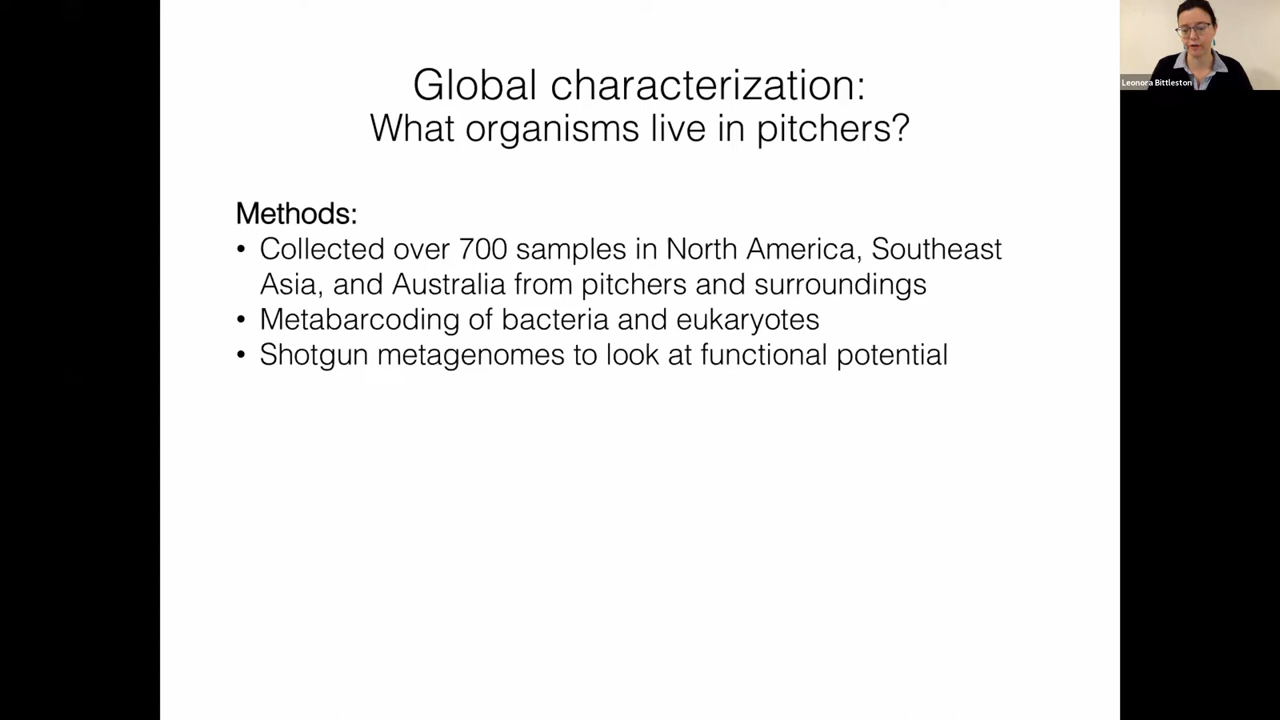 Global characterization:
What organisms live in pitchers?
Methods:
• Collected over 700 samples in North America, Southeast
Asia, and Australia from pitchers and surroundings
• Metabarcoding of bacteria and eukaryotes
• Shotgun metagenomes to look at functional potential
Leonora Bittleston